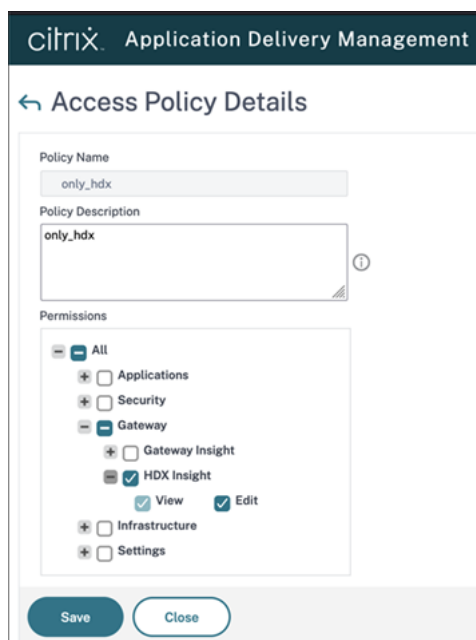 citrix. Application Delivery Management
Access Policy Details
Policy Name
only_hdx
Policy Description
only_hdx
Permissions
All
Applications
Security
Gateway
Gateway Insight
HDX Insight
View Edit
Infrastructure
Settings
Save Close